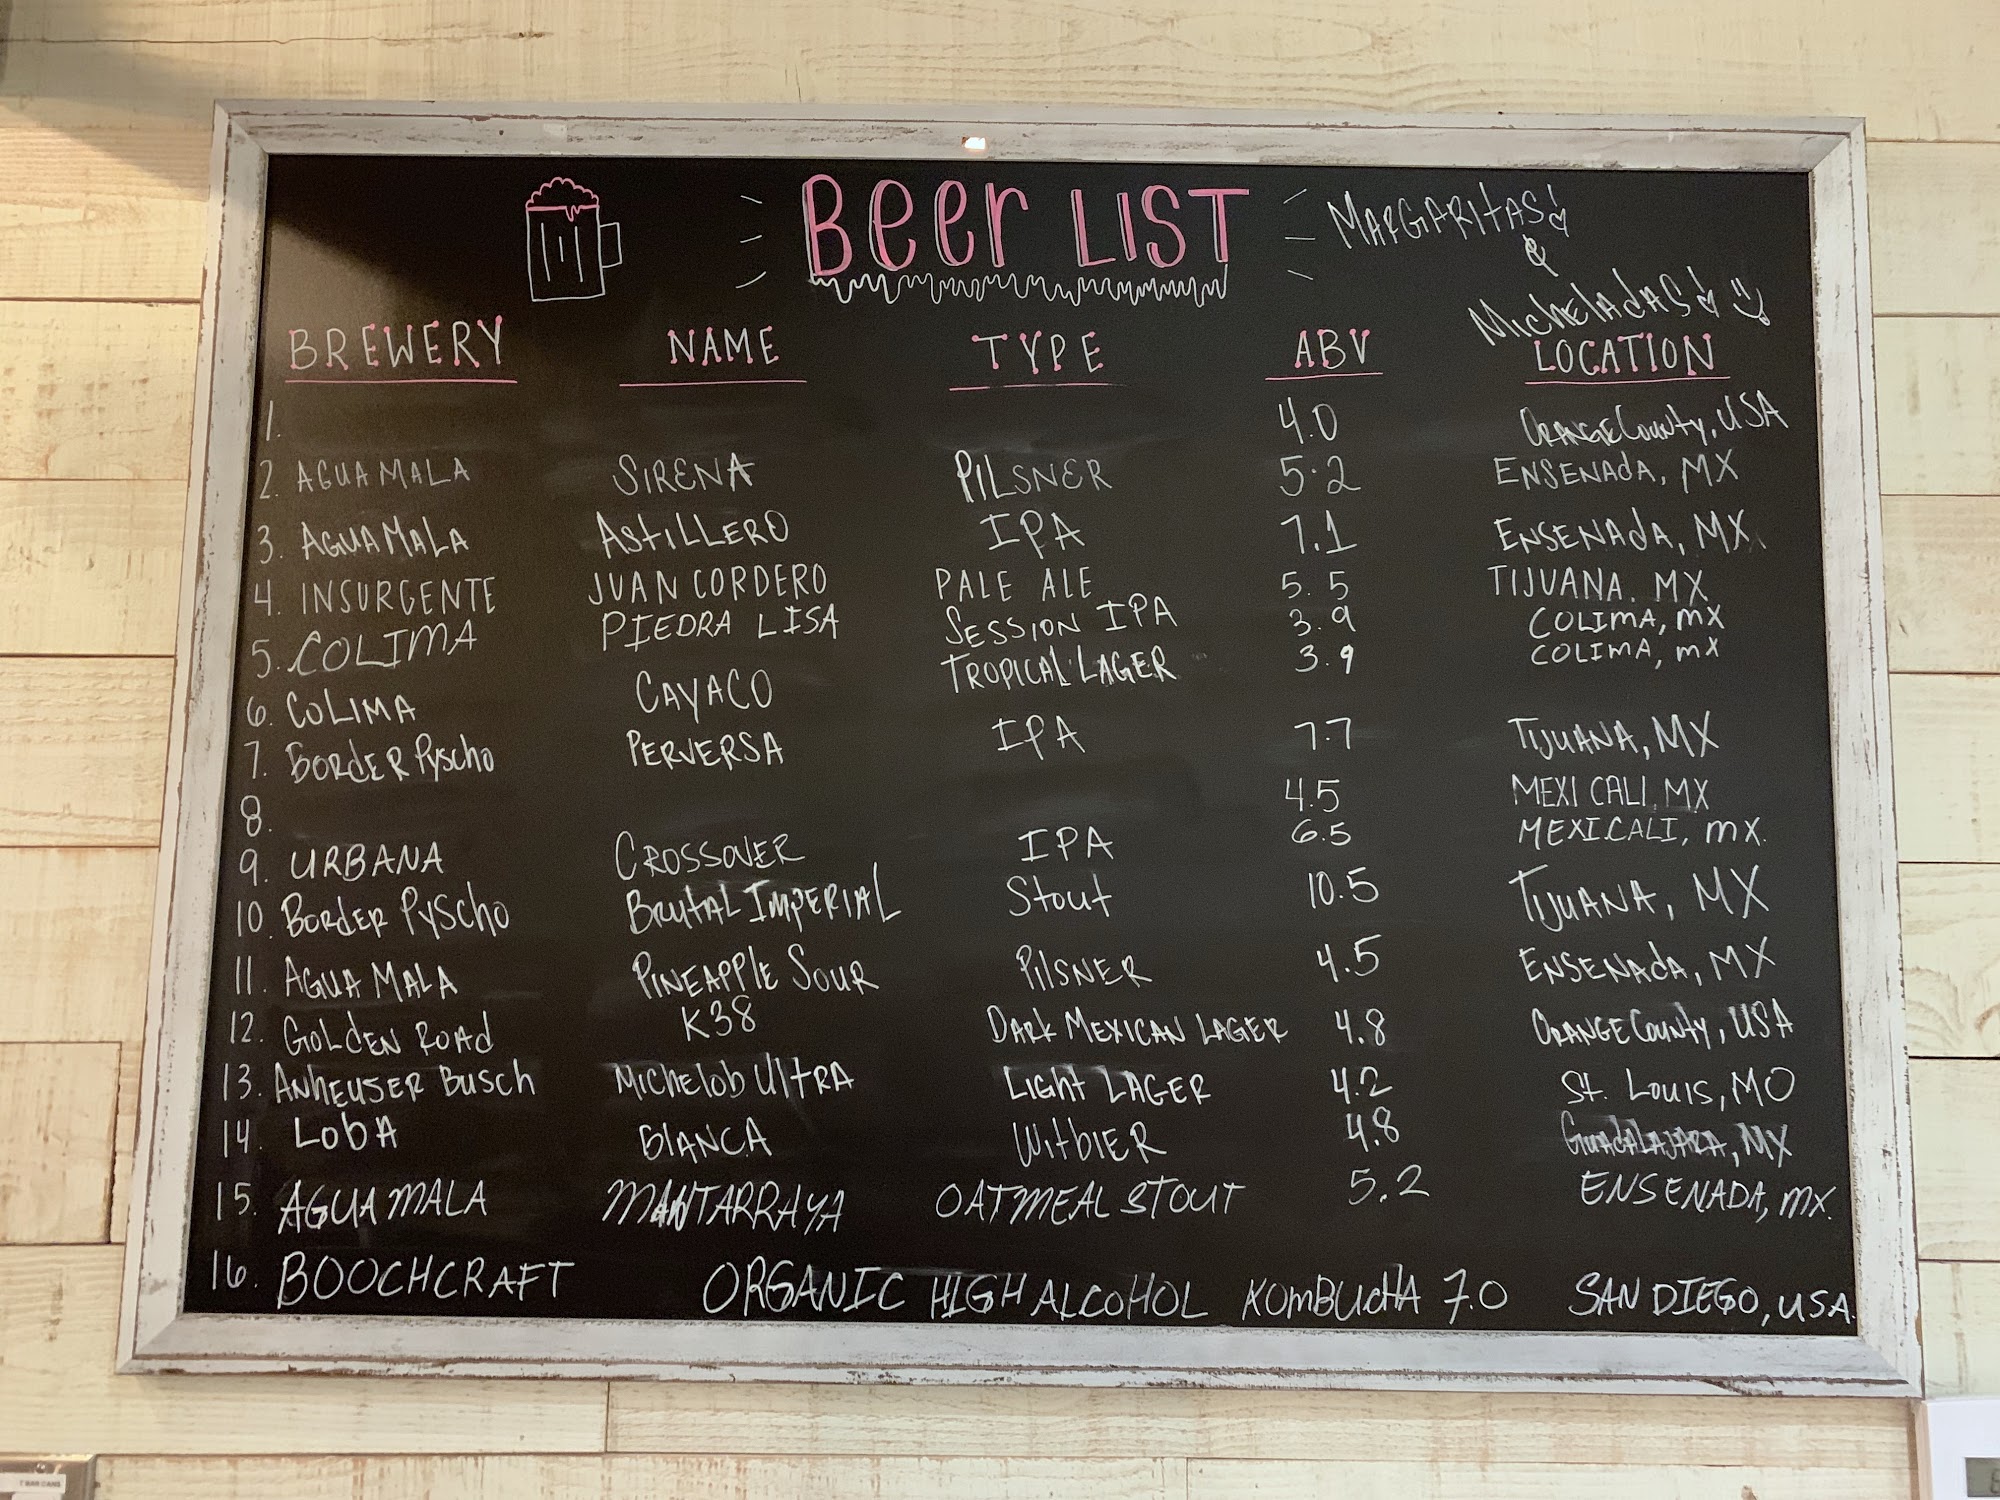 Beer LIST
MARGARITAS
&
MicheladAS
BREWERY NAME TYPE ABV LOCATION
1. 4.0 ORANGE County, USA
2. AGUA MALA SIRENA PILSNER 5.2 ENSENADA, MX
3. AGUA MALA ASTILLERO IPA 7.1 ENSENADA, MX
4. INSURGENTE JUAN CORDERO PALE ALE 5.5 TIJUANA. MX
5. COLIMA PIEDRA LISA SESSION IPA 3.9 COLIMA, MX
6. COLIMA CAYACO TROPICAL LAGER 3.9 COLIMA, MX
7. BORDER Pyscho PERVERSA IPA 7.7 TIJUANA, MX
8. 4.5 MEXICALI, MX
9. URBANA CROSSOVER IPA 6.5 MEXICALI, MX.
10. BORDER PyScho BRUTAL IMPERIAL Stout 10.5 TIJUANA, MX
11. AGUA MALA PINEAPPLE SOUR PILSNER 4.5 ENSENADA, MX
12. GOLDEN ROAD K38 DARK MEXICAN LAGER 4.8 ORANGE County, USA
13. ANHEUSER BUSCH Michelob UltRA Light LAGER 4.2 St. Louis, MO
14. LobA BLANCA WitbIER 4.8 GUADALAJARA, MX
15. AGUA MALA MANTARRAYA OATMEAL STOUT 5.2 ENSENADA, MX.
16. BOOCHCRAFT ORGANIC HIGH ALCOHOL KOMBUCHA 7.0 SAN DIEGO, USA.